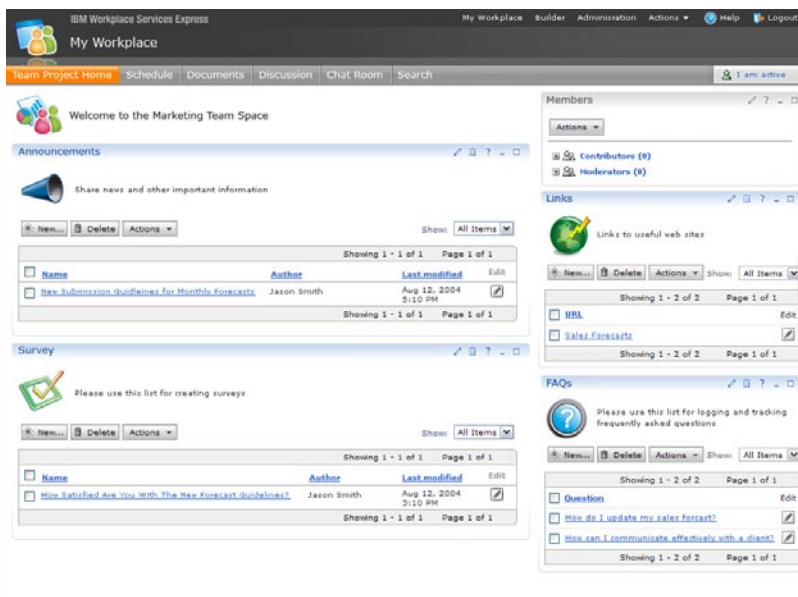 IBM Workplace Services Express
My Workplace Builder Administration Actions Help Logout
My Workplace
Team Project Home Schedule Documents Discussion Chat Room Search
I am active
Welcome to the Marketing Team Space
Announcements
Share news and other important information
New... Delete Actions Show: All Items
Showing 1 - 1 of 1 Page 1 of 1
Name Author Last modified Edit
New Submission Guidleines for Monthly Forecasts Jason Smith Aug 12, 2004
5:10 PM
Showing 1 - 1 of 1 Page 1 of 1
Survey
Please use this list for creating surveys
New... Delete Actions Show: All Items
Showing 1 - 1 of 1 Page 1 of 1
Name Author Last modified Edit
How Satisfied Are You With The New Forecast Guidelines? Jason Smith Aug 12, 2004
5:10 PM
Showing 1 - 1 of 1 Page 1 of 1
Members
Actions
Contributors (0)
Moderators (0)
Links
Links to useful web sites
New... Delete Actions Show: All Items
Showing 1 - 2 of 2 Page 1 of 1
URL Edit
Sales Forecasts
Showing 1 - 2 of 2 Page 1 of 1
FAQs
Please use this list for logging and tracking
frequently asked questions
New... Delete Actions Show: All Items
Showing 1 - 2 of 2 Page 1 of 1
Question Edit
How do I update my sales forcast?
How can I communicate effectively with a client?
Showing 1 - 2 of 2 Page 1 of 1